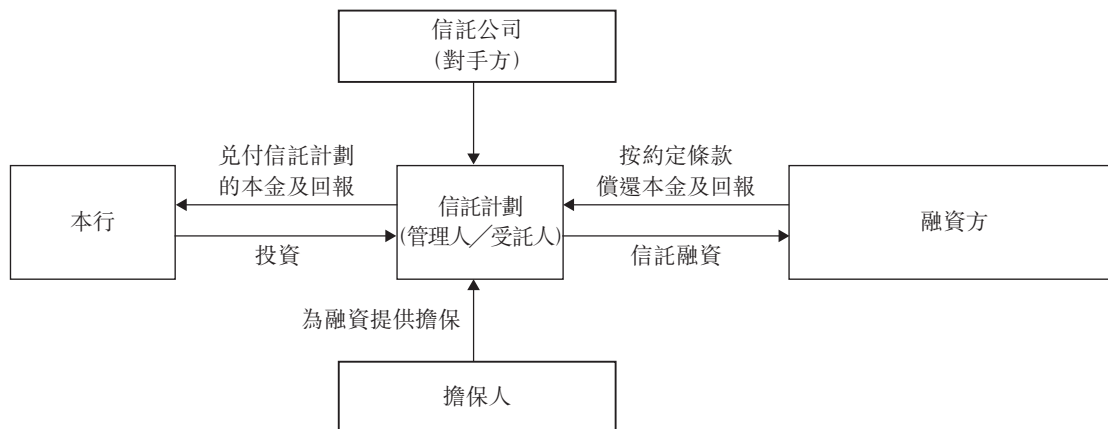 信託公司
(對手方)
兌付信託計劃
的本金及回報
按約定條款
償還本金及回報
本行
信託計劃
(管理人／受託人)
融資方
投資
信託融資
為融資提供擔保
擔保人